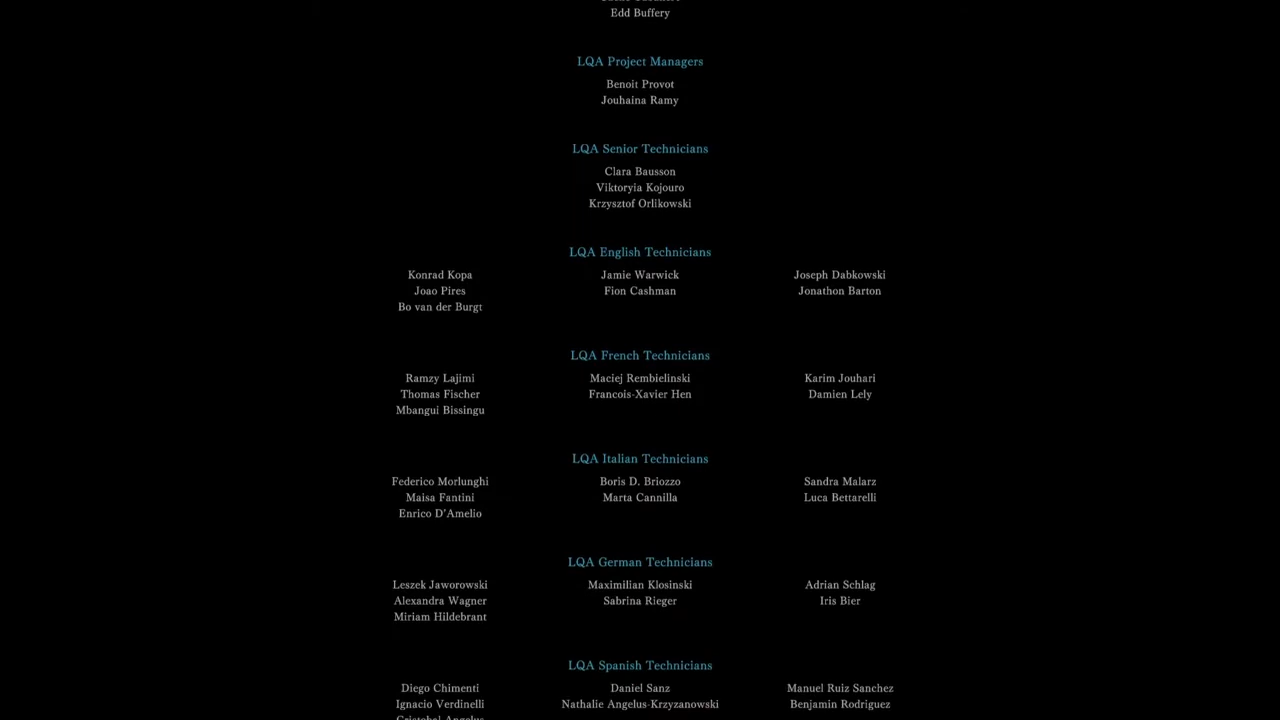 Edd Buffery
LQA Project Managers
Benoit Provot
Jouhaina Ramy
LQA Senior Technicians
Clara Bausson
Viktoryia Kojouro
Krzysztof Orlikowski
LQA English Technicians
Konrad Kopa Jamie Warwick Joseph Dabkowski
Joao Pires Fion Cashman Jonathon Barton
Bo van der Burgt
LQA French Technicians
Ramzy Lajimi Maciej Rembielinski Karim Jouhari
Thomas Fischer Francois-Xavier Hen Damien Lely
Mbangui Bissingu
LQA Italian Technicians
Federico Morlunghi Boris D. Briozzo Sandra Malarz
Maisa Fantini Marta Cannilla Luca Bettarelli
Enrico D'Amelio
LQA German Technicians
Leszek Jaworowski Maximilian Klosinski Adrian Schlag
Alexandra Wagner Sabrina Rieger Iris Bier
Miriam Hildebrant
LQA Spanish Technicians
Diego Chimenti Daniel Sanz Manuel Ruiz Sanchez
Ignacio Verdinelli Nathalie Angelus-Krzyzanowski Benjamin Rodriguez